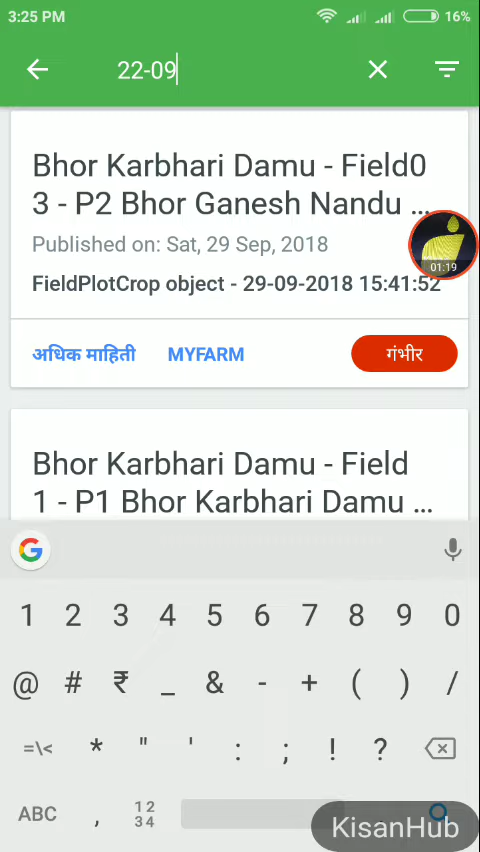 3:25 PM 16%
22-09
Bhor Karbhari Damu - Field0
3 - P2 Bhor Ganesh Nandu ...
Published on: Sat, 29 Sep, 2018
01:19
FieldPlotCrop object - 29-09-2018 15:41:52
अधिक माहिती MYFARM गंभीर
Bhor Karbhari Damu - Field
1 - P1 Bhor Karbhari Damu ...
G
1 2 3 4 5 6 7 8 9 0
@ # ₹ _ & - + ( ) /
=\< * " ' : ; ! ?
ABC , 12
34
KisanHub